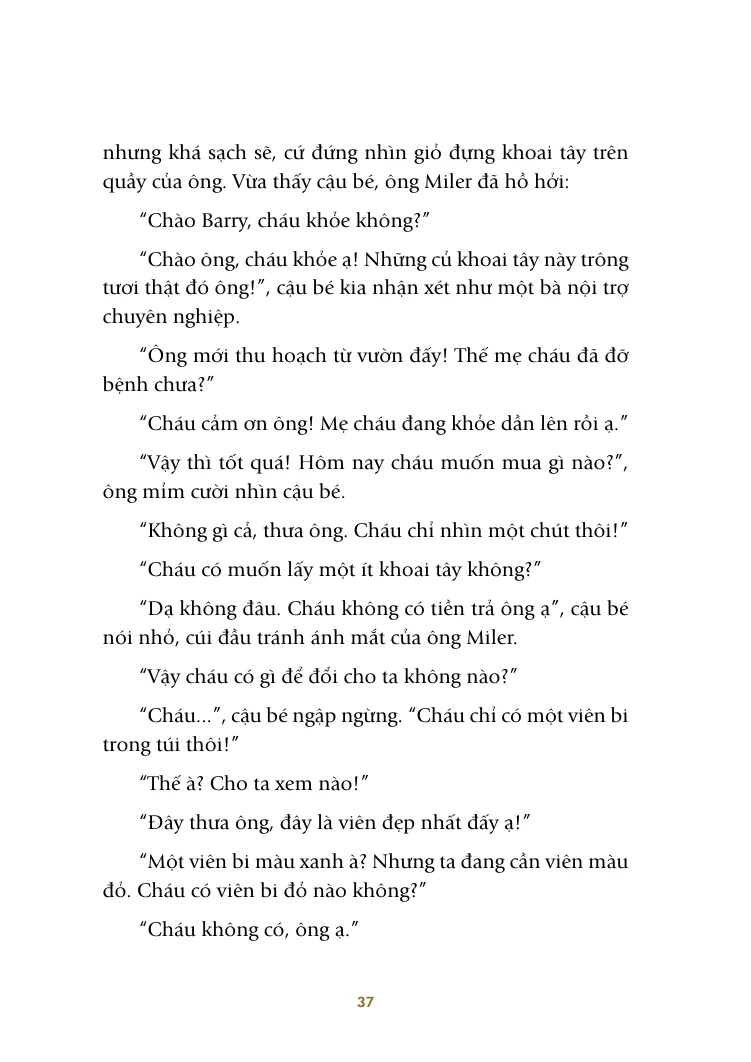 nhưng khá sạch sẽ, cứ đứng nhìn giỏ đựng khoai tây trên
quầy của ông. Vừa thấy cậu bé, ông Miler đã hồ hởi:
“Chào Barry, cháu khỏe không?”
“Chào ông, cháu khỏe ạ! Những củ khoai tây này trông
tươi thật đó ông!”, cậu bé kia nhận xét như một bà nội trợ
chuyên nghiệp.
“Ông mới thu hoạch từ vườn đấy! Thế mẹ cháu đã đỡ
bệnh chưa?”
“Cháu cảm ơn ông! Mẹ cháu đang khỏe dần lên rồi ạ.”
“Vậy thì tốt quá! Hôm nay cháu muốn mua gì nào?”,
ông mỉm cười nhìn cậu bé.
“Không gì cả, thưa ông. Cháu chỉ nhìn một chút thôi!”
“Cháu có muốn lấy một ít khoai tây không?”
“Dạ không đâu. Cháu không có tiền trả ông ạ”, cậu bé
nói nhỏ, cúi đầu tránh ánh mắt của ông Miler.
“Vậy cháu có gì để đổi cho ta không nào?”
“Cháu...”, cậu bé ngập ngừng. “Cháu chỉ có một viên bi
trong túi thôi!”
“Thế à? Cho ta xem nào!”
“Đây thưa ông, đây là viên đẹp nhất đấy ạ!”
“Một viên bi màu xanh à? Nhưng ta đang cần viên màu
đỏ. Cháu có viên bi đỏ nào không?”
“Cháu không có, ông ạ.”
37